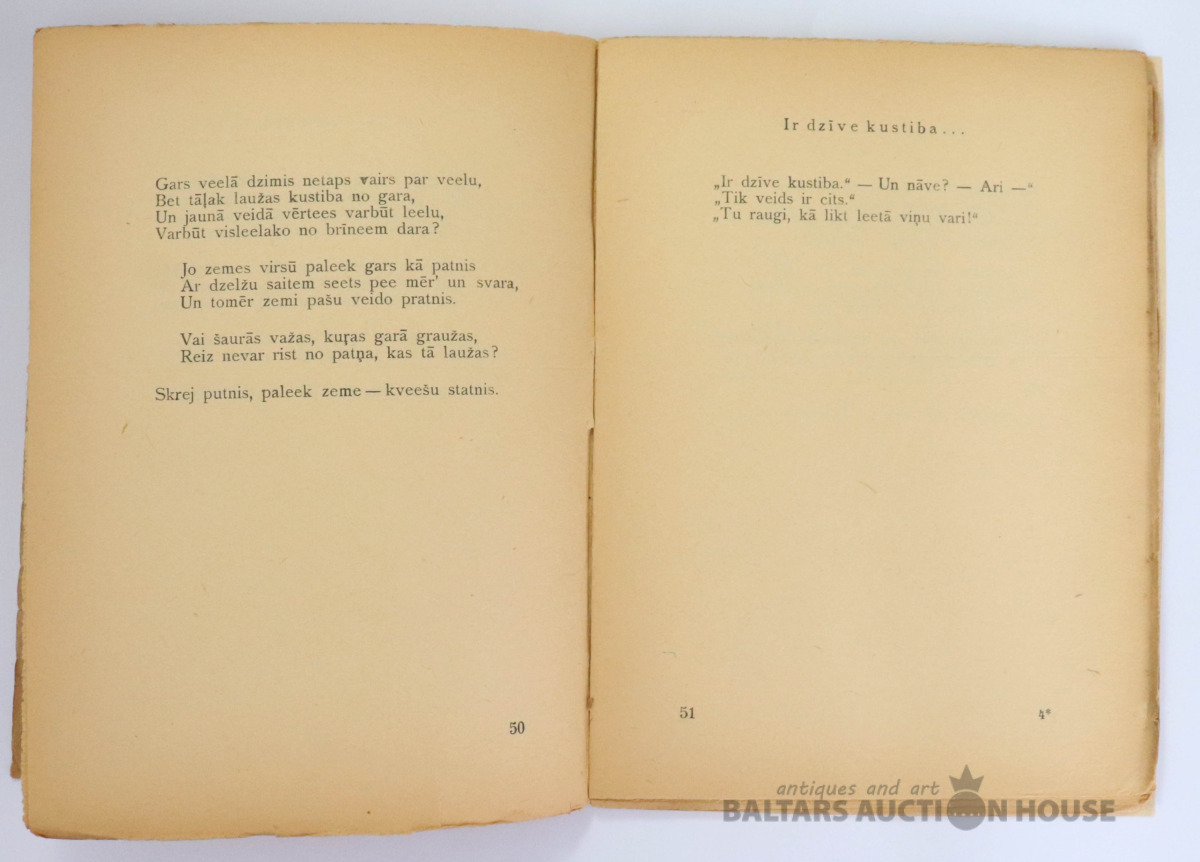 Gars veelā dzimis netaps vairs par veelu,
Bet tāļak laužas kustiba no gara,
Un jaunā veidā vērtees varbūt leelu,
Varbūt visleelako no brīneem dara?
Jo zemes virsū paleek gars kā patnis
Ar dzelžu saitem seets pee mēr' un svara,
Un tomēr zemi pašu veido pratnis.
Vai šaurās važas, kuŗas garā graužas,
Reiz nevar rist no patņa, kas tā laužas?
Skrej putnis, paleek zeme — kveešu statnis.
50
Ir dzīve kustiba...
„Ir dzīve kustiba.“ — Un nāve? — Ari —“
„Tik veids ir cits.“
„Tu raugi, kā likt leetā viņu vari!“
51
4*
antiques and art
BALTARS AUCTION HOUSE